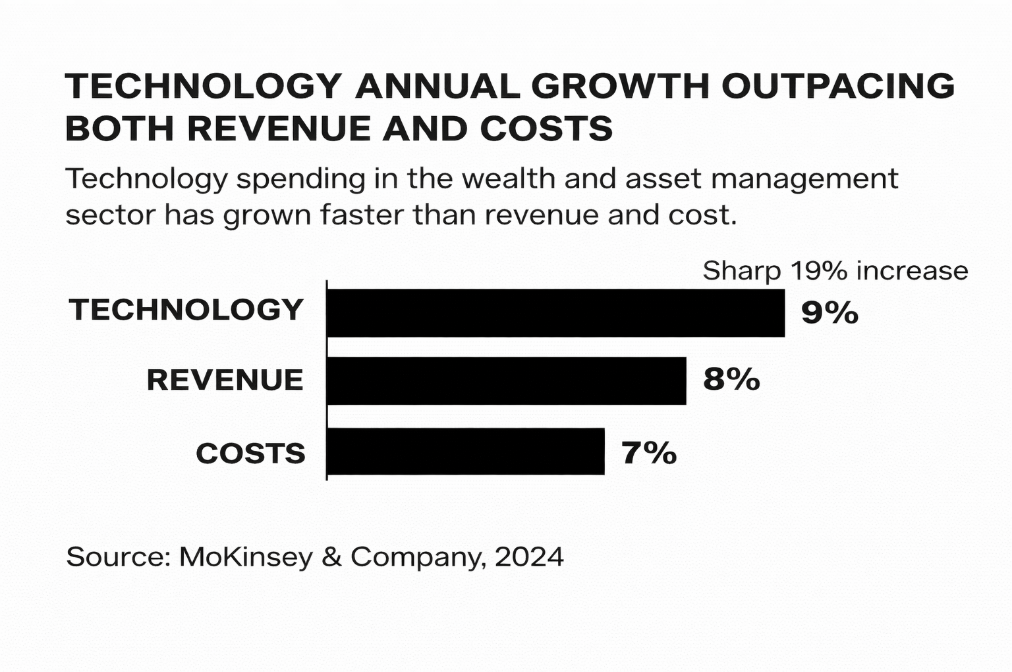 TECHNOLOGY ANNUAL GROWTH OUTPACING
BOTH REVENUE AND COSTS
Technology spending in the wealth and asset management
sector has grown faster than revenue and cost.
Sharp 19% increase
TECHNOLOGY 9%
REVENUE 8%
COSTS 7%
Source: MoKinsey & Company, 2024